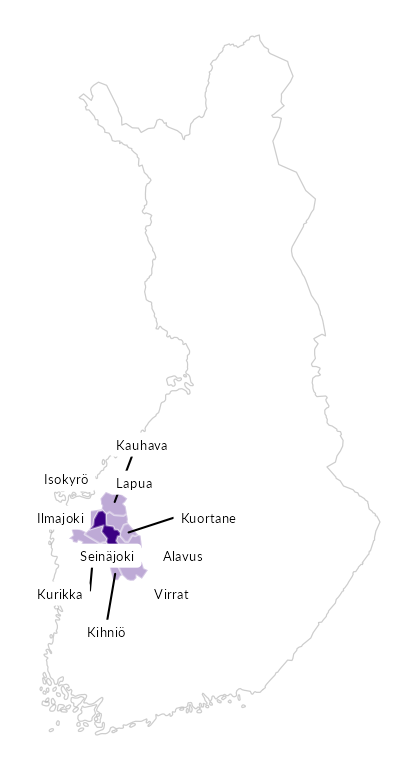 Kauhava
Isokyrö
Lapua
Ilmajoki
Kuortane
Seinäjoki
Alavus
Kurikka
Virrat
Kihniö